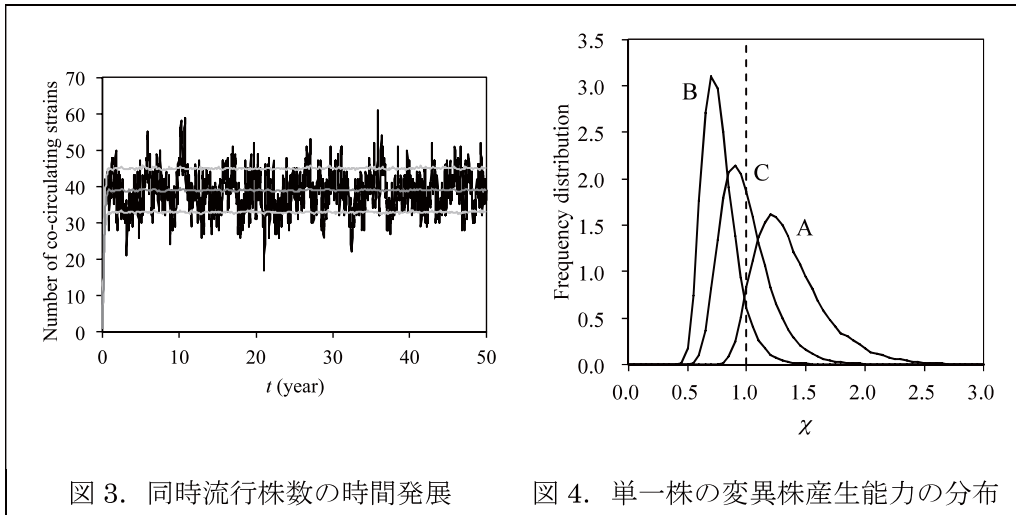 70
60
50
40
30
20
10
0
Number of co-circulating strains
0 10 20 30 40 50
t (year)
3.5
3.0
2.5
2.0
1.5
1.0
0.5
0.0
Frequency distribution
B
C
A
0.0 0.5 1.0 1.5 2.0 2.5 3.0
χ
図 3. 同時流行株数の時間発展
図 4. 単一株の変異株産生能力の分布